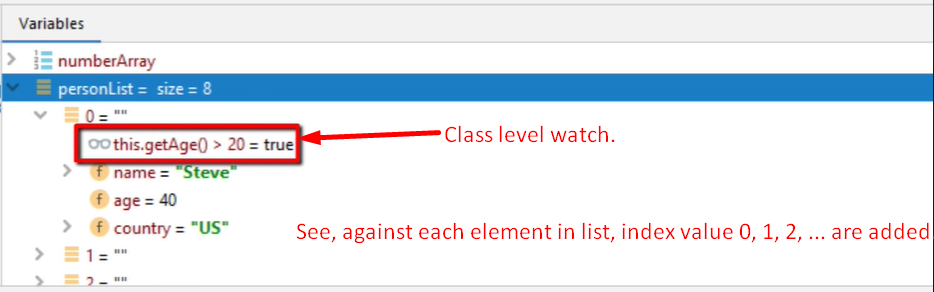 Variables
numberArray
personList = size = 8
0 = ""
this.getAge() > 20 = true
Class level watch.
name = "Steve"
age = 40
country = "US"
See, against each element in list, index value 0, 1, 2, ... are added
1 = ""
2 = ""